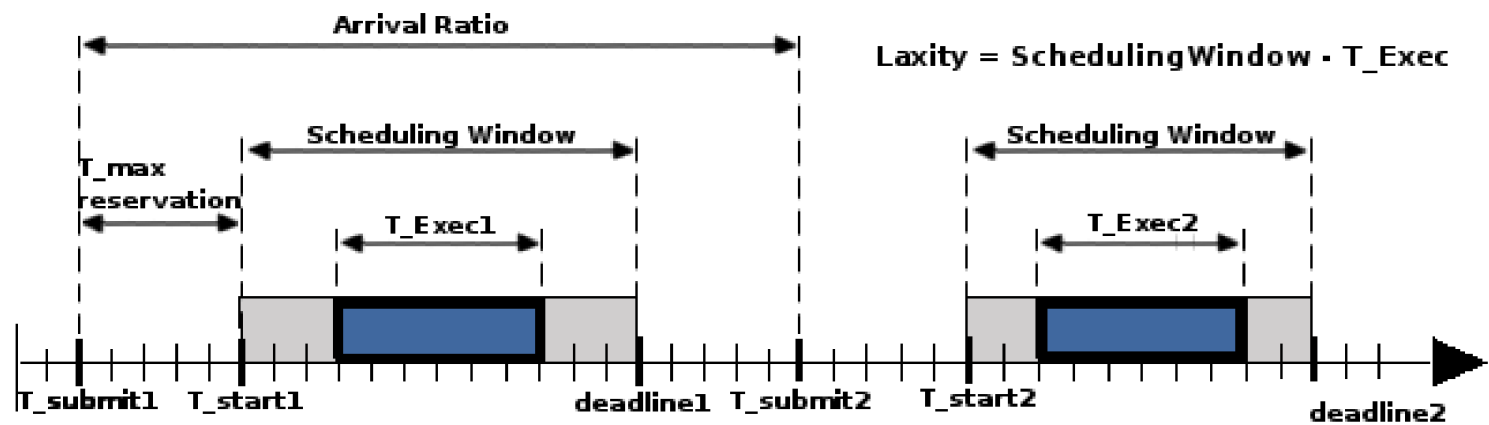 Arrival Ratio
Laxity = SchedulingWindow - T_Exec
Scheduling Window
Scheduling Window
T_max
reservation
T_Exec1
T_Exec2
T_submit1
T_start1
deadline1
T_submit2
T_start2
deadline2